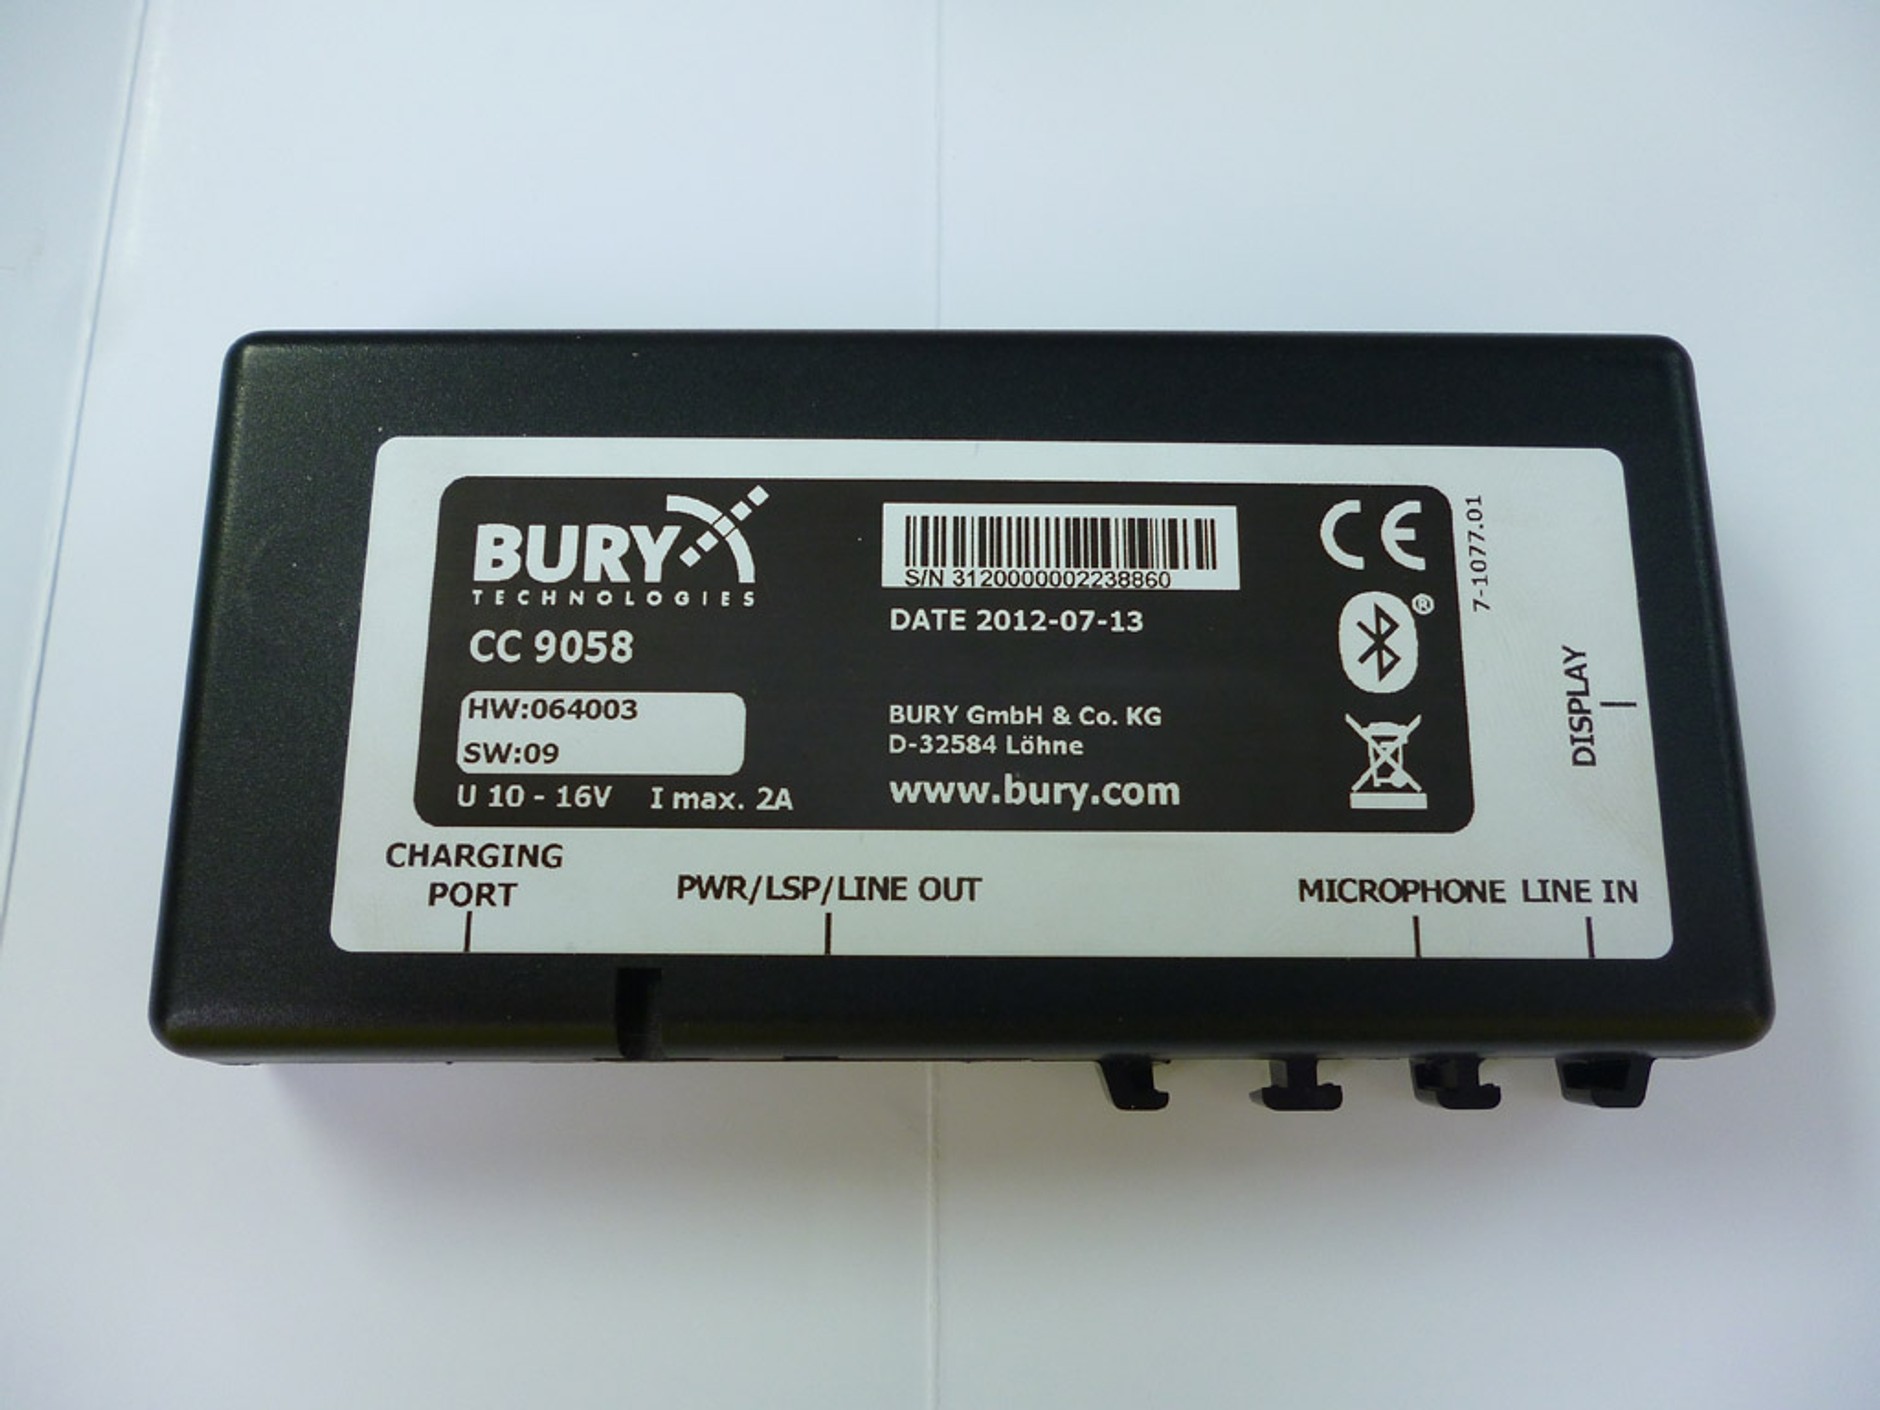 BURY
TECHNOLOGIES
CC 9058
HW:064003
SW:09
U 10 - 16V I max. 2A
S/N 3120000002238860
DATE 2012-07-13
BURY GmbH & Co. KG
D-32584 Löhne
www.bury.com
CE
®
7-1077.01
DISPLAY
CHARGING
PORT
PWR/LSP/LINE OUT
MICROPHONE
LINE IN